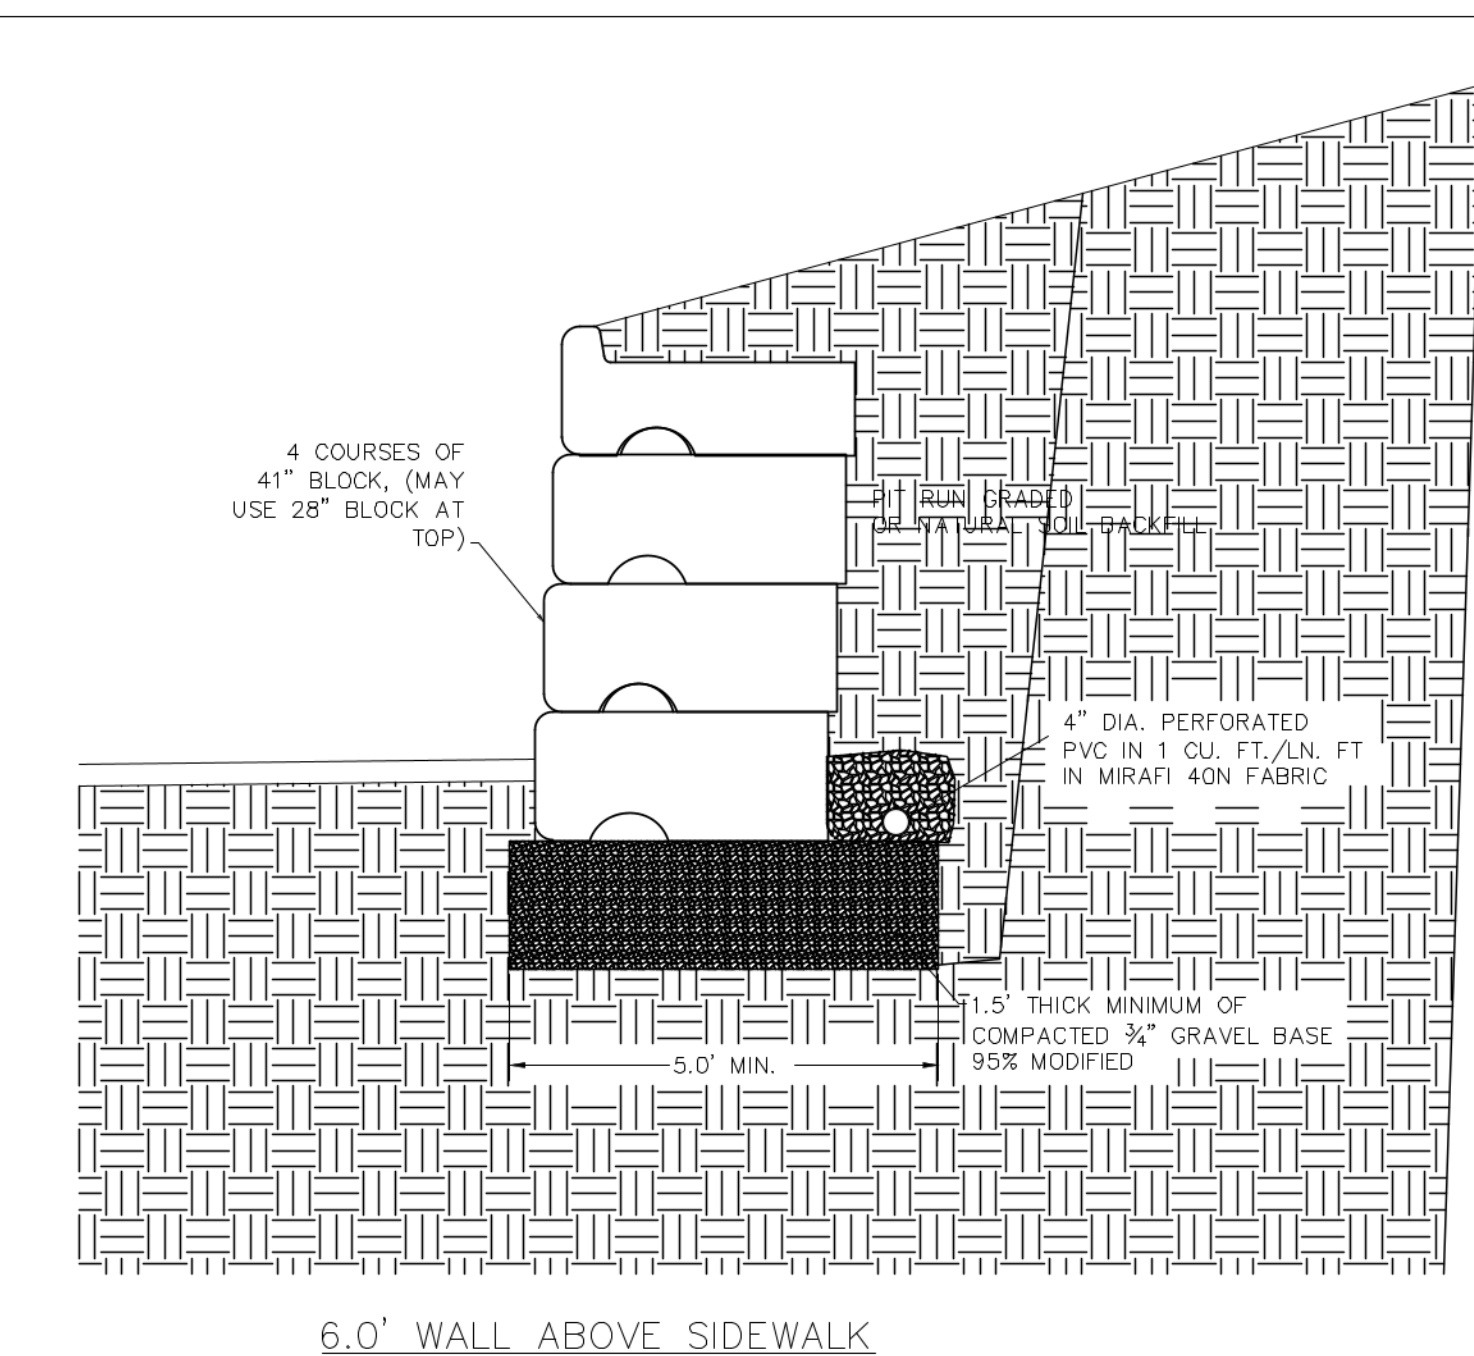 4 COURSES OF
41" BLOCK, (MAY
USE 28" BLOCK AT
TOP)
PIT RUN GRADED
OR NATURAL SOIL BACKFILL
4" DIA. PERFORATED
PVC IN 1 CU. FT./LN. FT
IN MIRAFI 40N FABRIC
1.5' THICK MINIMUM OF
COMPACTED ¾" GRAVEL BASE
95% MODIFIED
5.0' MIN.
6.0' WALL ABOVE SIDEWALK